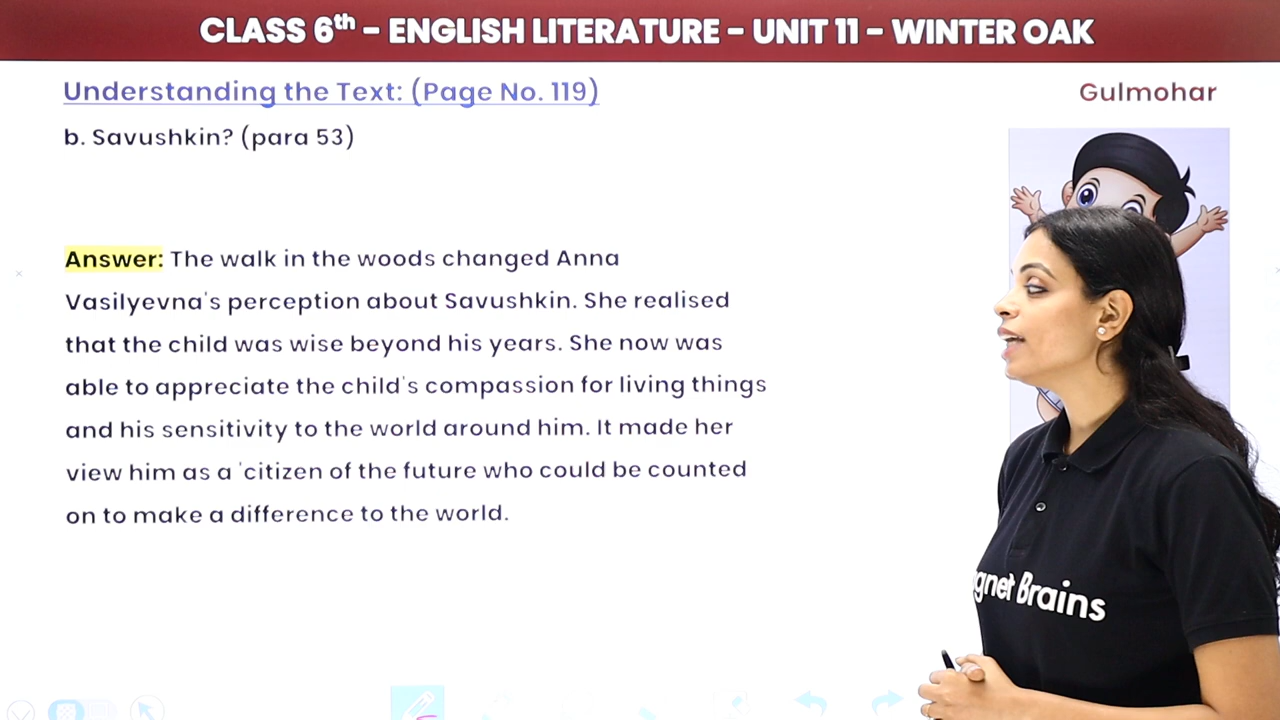 CLASS 6th - ENGLISH LITERATURE - UNIT 11 - WINTER OAK
Understanding the Text: (Page No. 119)
Gulmohar
b. Savushkin? (para 53)
Answer: The walk in the woods changed Anna
Vasilyevna's perception about Savushkin. She realised
that the child was wise beyond his years. She now was
able to appreciate the child's compassion for living things
and his sensitivity to the world around him. It made her
view him as a 'citizen of the future who could be counted
on to make a difference to the world.
gnet Brains